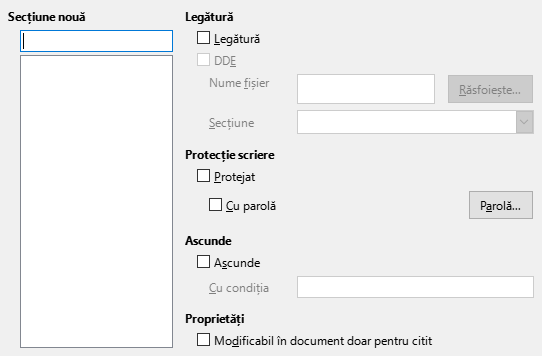 Secțiune nouă
Legătură
Legătură
DDE
Nume fișier
Răsfoiește...
Secțiune
Protecție scriere
Protejat
Cu parolă
Parolă...
Ascunde
Ascunde
Cu condiția
Proprietăți
Modificabil în document doar pentru citit